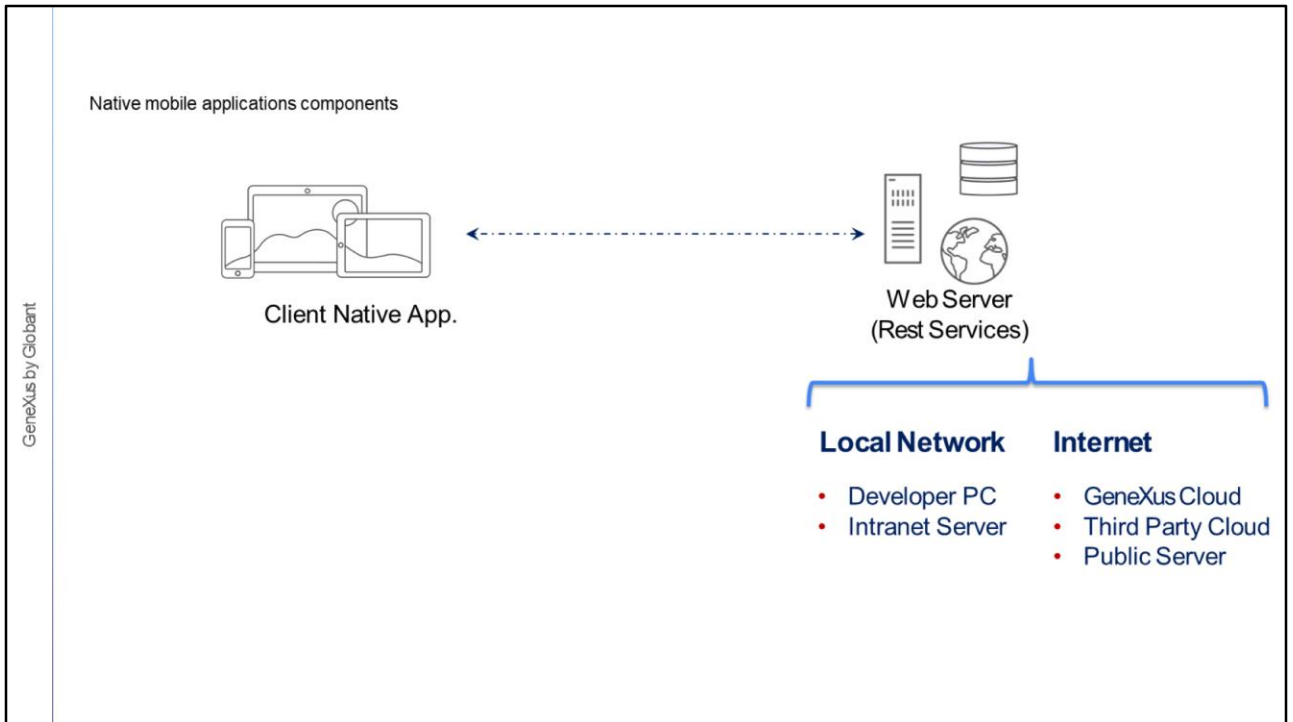 Native mobile applications components
Client Native App.
Web Server
(Rest Services)
Local Network
• Developer PC
• Intranet Server
Internet
• GeneXus Cloud
• Third Party Cloud
• Public Server
GeneXus by Globant